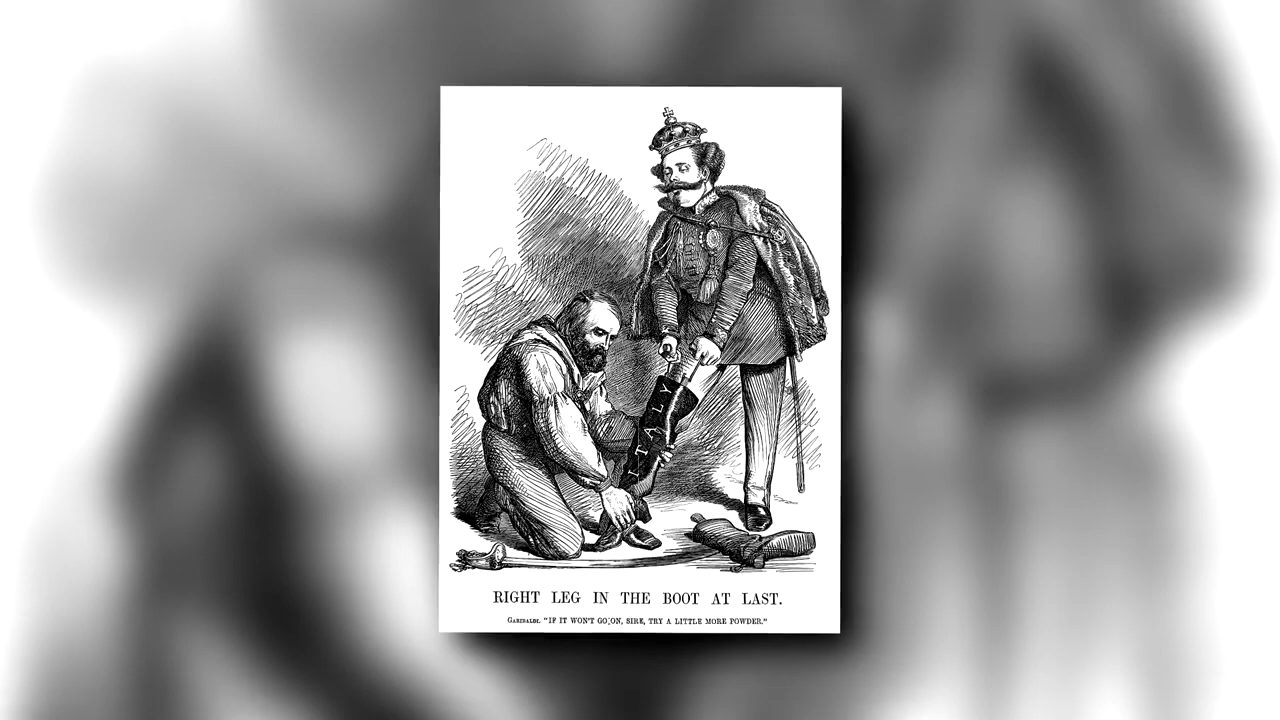 ITALY
RIGHT LEG IN THE BOOT AT LAST.
GARIBALDI. "IF IT WON'T GO ON, SIRE, TRY A LITTLE MORE POWDER."